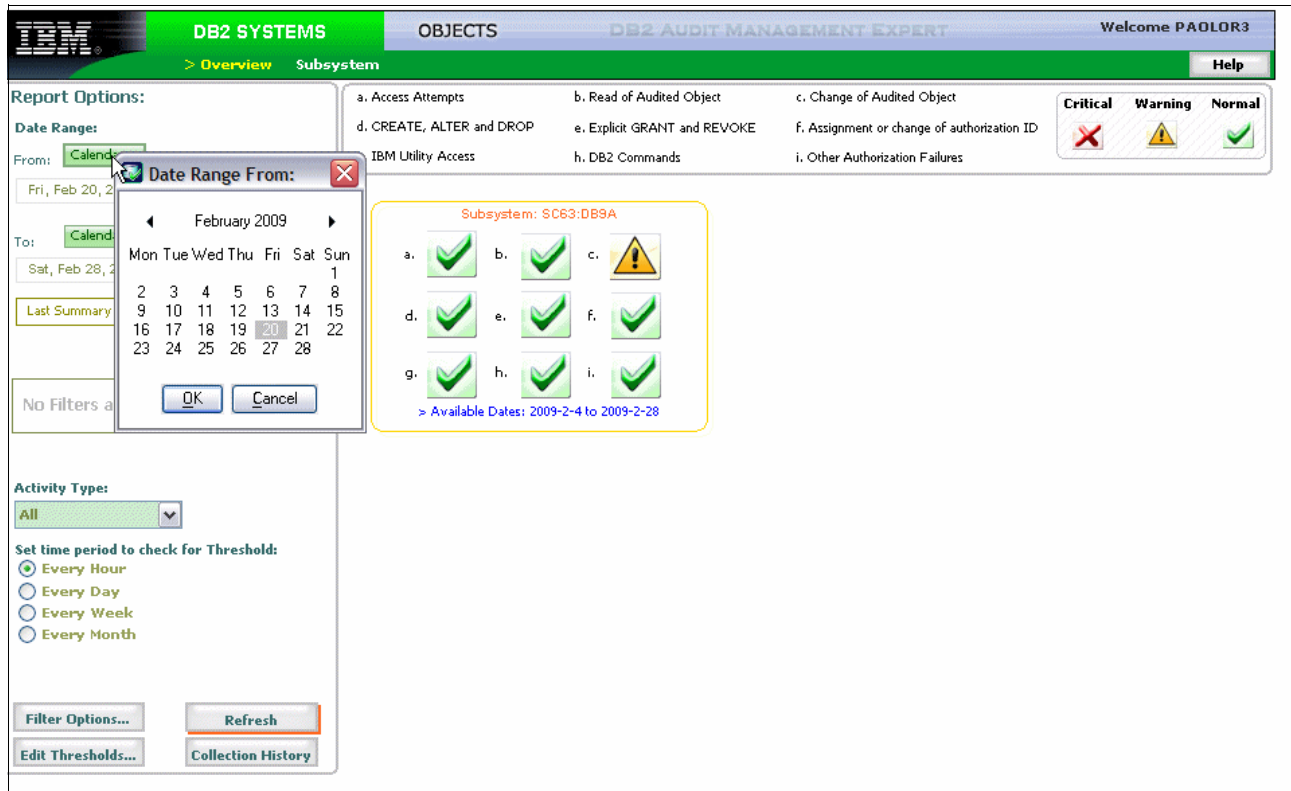 IBM®
DB2 SYSTEMS
OBJECTS
DB2 AUDIT MANAGEMENT EXPERT
Welcome PAOLOR3
> Overview Subsystem
Help
Report Options:
Date Range:
From:
Fri, Feb 20, 2
To:
Sat, Feb 28, 2
Last Summary
No Filters a
Activity Type:
All
Set time period to check for Threshold:
Every Hour
Every Day
Every Week
Every Month
Filter Options...
Refresh
Edit Thresholds...
Collection History
Date Range From:
February 2009
Mon Tue Wed Thu Fri Sat Sun
1
2 3 4 5 6 7 8
9 10 11 12 13 14 15
16 17 18 19 20 21 22
23 24 25 26 27 28
OK
Cancel
a. Access Attempts
b. Read of Audited Object
c. Change of Audited Object
d. CREATE, ALTER and DROP
e. Explicit GRANT and REVOKE
f. Assignment or change of authorization ID
IBM Utility Access
h. DB2 Commands
i. Other Authorization Failures
Critical Warning Normal
Subsystem: SC63:DB9A
a. b. c.
d. e. f.
g. h. i.
> Available Dates: 2009-2-4 to 2009-2-28